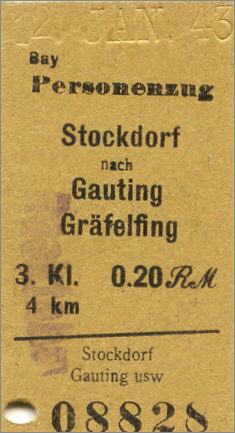 12. JAN. 43
Bay
Personenzug
Stockdorf
nach
Gauting
Gräfelfing
3. Kl. 0.20 RM
4 km
Stockdorf
Gauting usw
08828